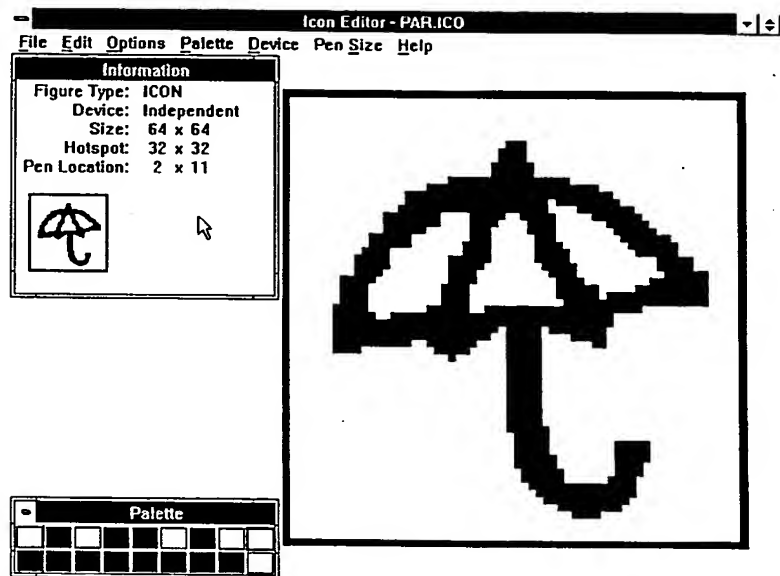 Icon Editor - PAR.ICO
File Edit Options Palette Device Pen Size Help
Information
Figure Type: ICON
Device: Independent
Size: 64 x 64
Hotspot: 32 x 32
Pen Location: 2 x 11
Palette